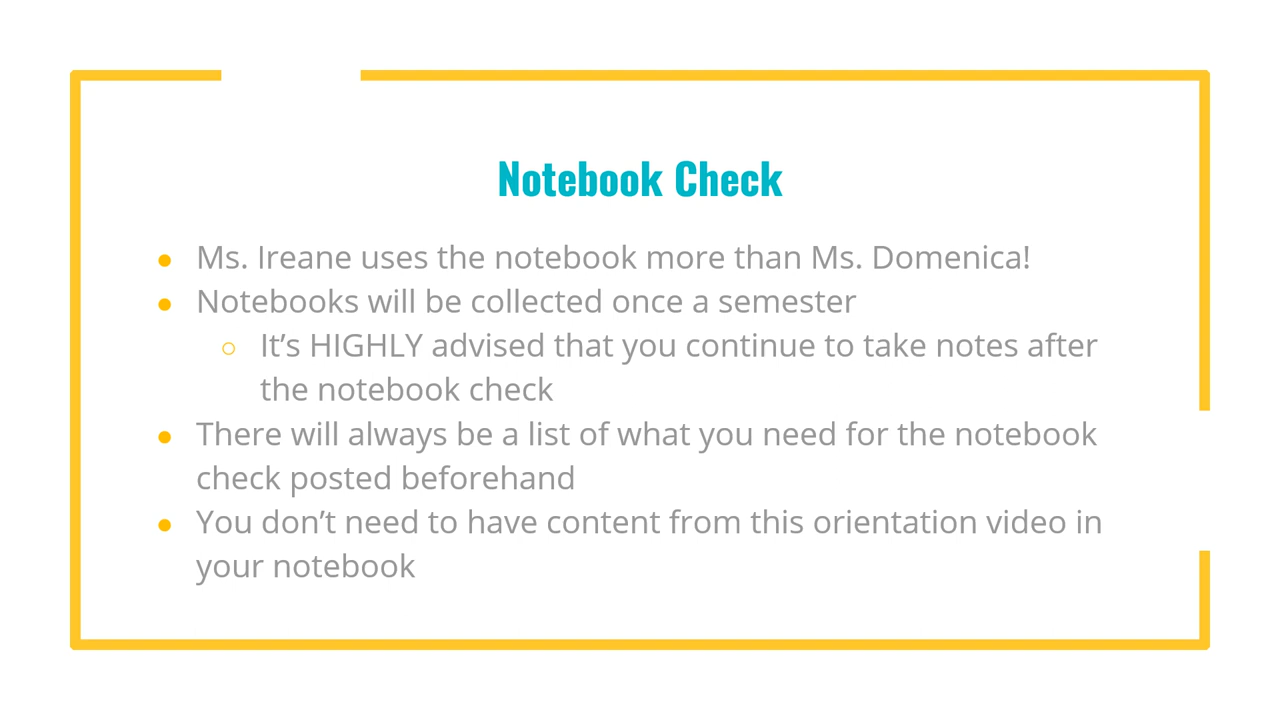 Notebook Check
● Ms. Ireane uses the notebook more than Ms. Domenica!
● Notebooks will be collected once a semester
○ It’s HIGHLY advised that you continue to take notes after
the notebook check
● There will always be a list of what you need for the notebook
check posted beforehand
● You don’t need to have content from this orientation video in
your notebook